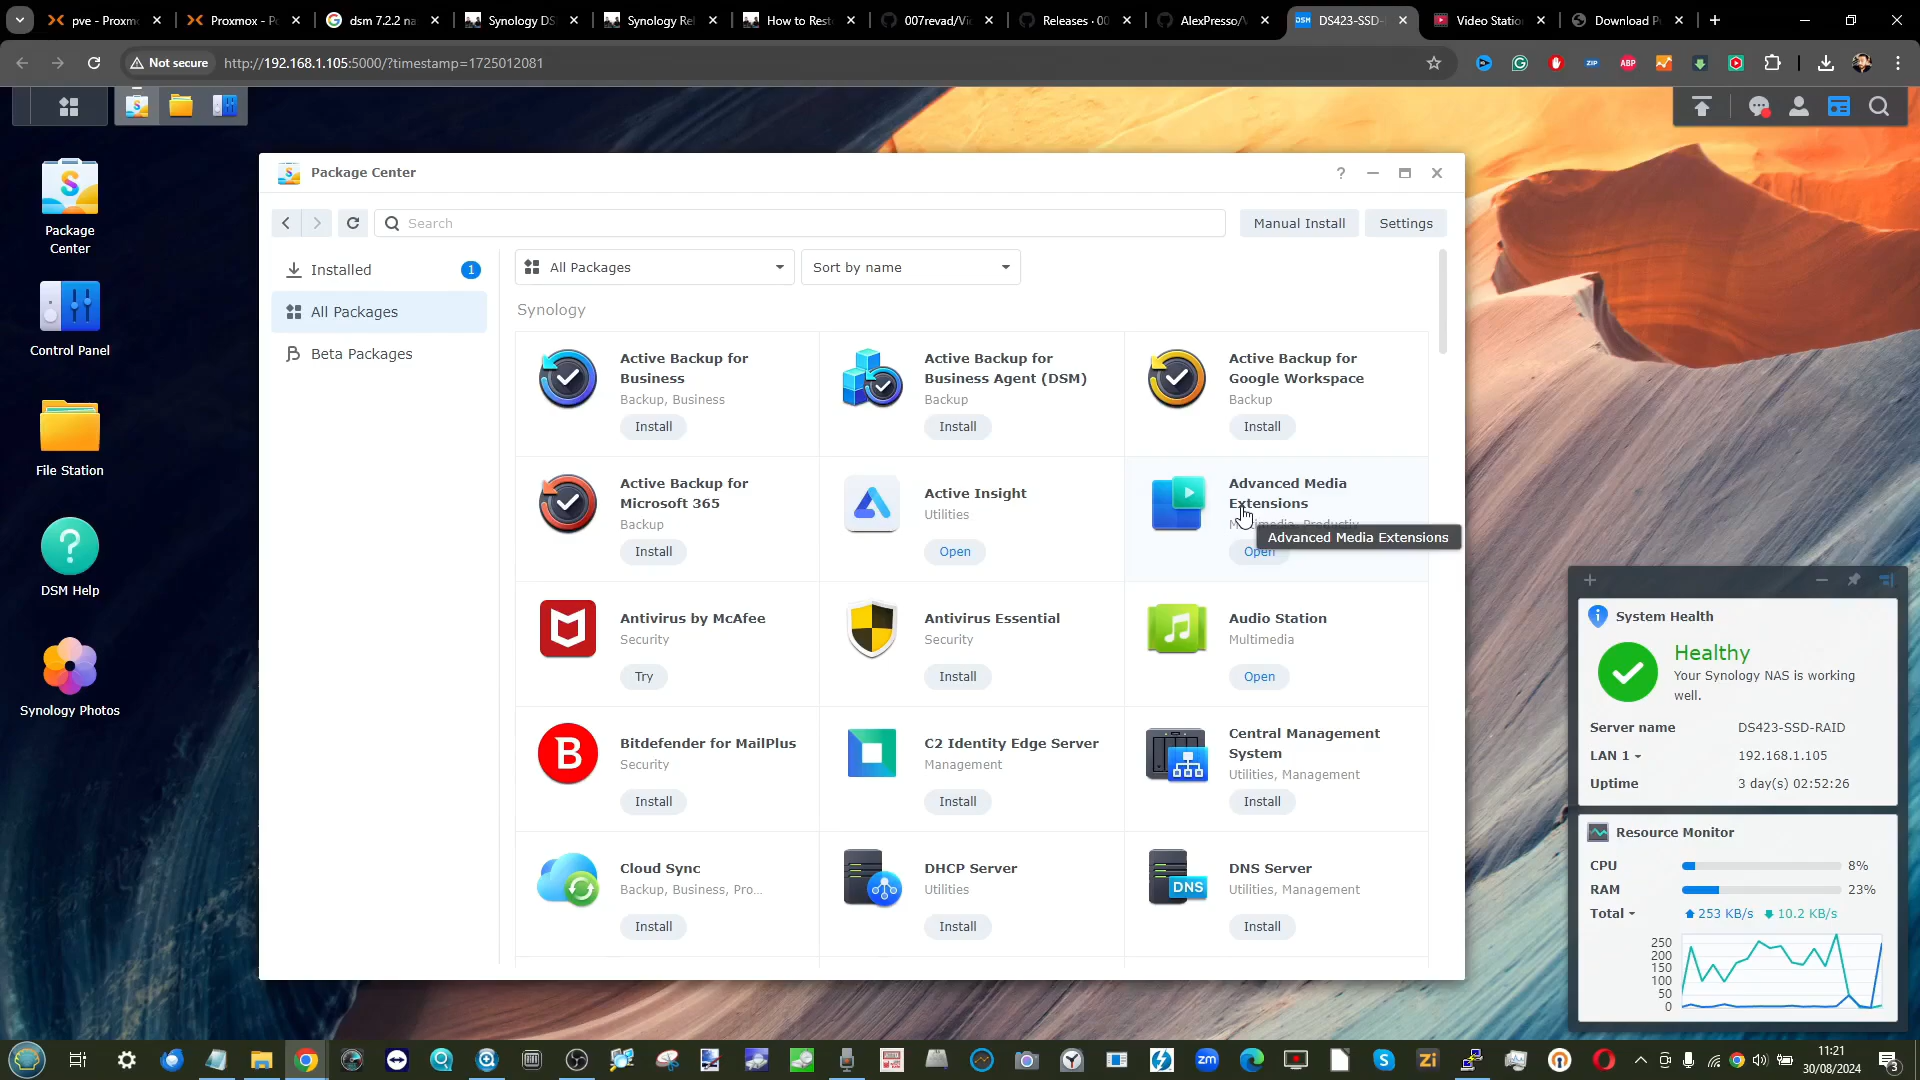 pve - Proxm
Proxmox - P
dsm 7.2.2 na
Synology DS
Synology Re
How to Rest
007revad/Vi
Releases · 00
AlexPresso/V
DSM
DS423-SSD-
Video Statio
Download P
Not secure
http://192.168.1.105:5000/?timestamp=1725012081
ZIP
ABP
Package
Center
Control Panel
File Station
DSM Help
Synology Photos
Package Center
Search
Manual Install
Settings
Installed
1
All Packages
Beta Packages
All Packages
Sort by name
Synology
Active Backup for
Business
Backup, Business
Install
Active Backup for
Business Agent (DSM)
Backup
Install
Active Backup for
Google Workspace
Backup
Install
Active Backup for
Microsoft 365
Backup
Install
Active Insight
Utilities
Open
Advanced Media
Extensions
Multimedia, Productiv
Open
Advanced Media Extensions
Antivirus by McAfee
Security
Try
Antivirus Essential
Security
Install
Audio Station
Multimedia
Open
Bitdefender for MailPlus
Security
Install
C2 Identity Edge Server
Management
Install
Central Management
System
Utilities, Management
Install
Cloud Sync
Backup, Business, Pro...
Install
DHCP Server
Utilities
Install
DNS
DNS Server
Utilities, Management
Install
System Health
Healthy
Your Synology NAS is working
well.
Server name DS423-SSD-RAID
LAN 1 192.168.1.105
Uptime 3 day(s) 02:52:26
Resource Monitor
CPU 8%
RAM 23%
Total 253 KB/s 10.2 KB/s
250
200
150
100
50
0
zm
Zi
11:21
30/08/2024
3